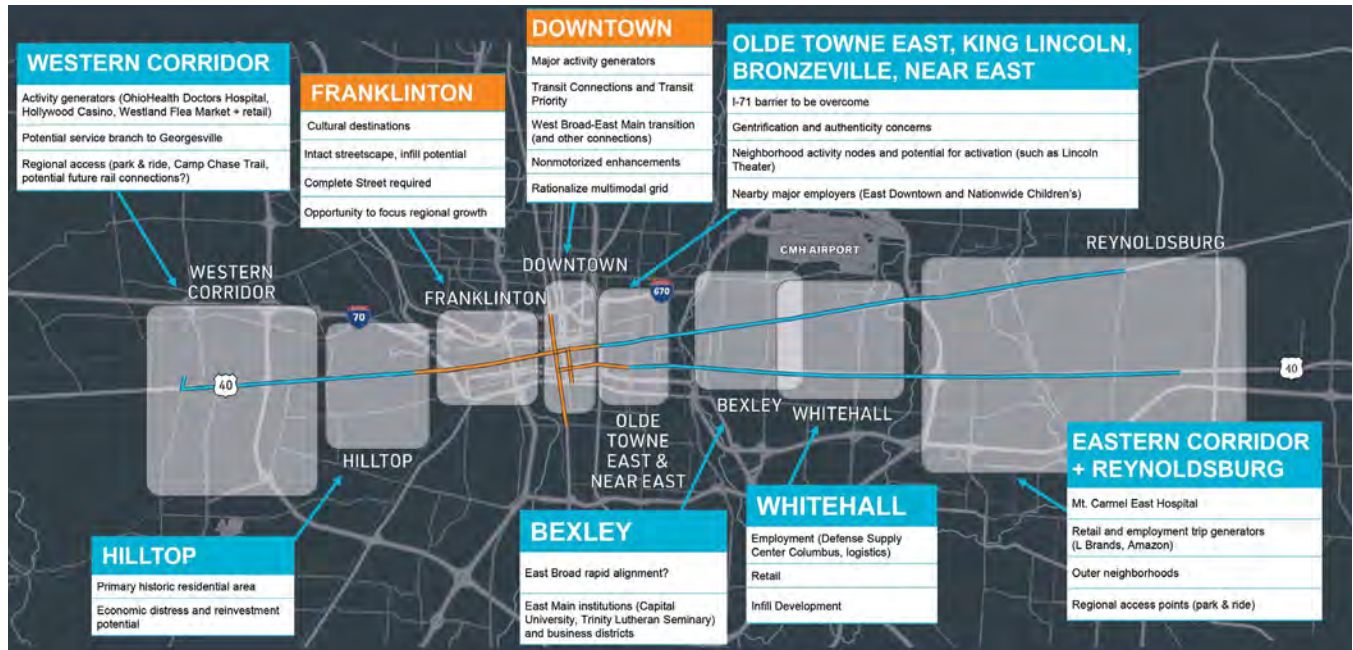 WESTERN CORRIDOR
Activity generators (OhioHealth Doctors Hospital,
Hollywood Casino, Westland Flea Market + retail)
Potential service branch to Georgesville
Regional access (park & ride, Camp Chase Trail,
potential future rail connections?)
FRANKLINTON
Cultural destinations
Intact streetscape, infill potential
Complete Street required
Opportunity to focus regional growth
DOWNTOWN
Major activity generators
Transit Connections and Transit
Priority
West Broad-East Main transition
(and other connections)
Nonmotorized enhancements
Rationalize multimodal grid
OLDE TOWNE EAST, KING LINCOLN,
BRONZEVILLE, NEAR EAST
I-71 barrier to be overcome
Gentrification and authenticity concerns
Neighborhood activity nodes and potential for activation (such as Lincoln
Theater)
Nearby major employers (East Downtown and Nationwide Children's)
WESTERN
CORRIDOR
70
FRANKLINTON
DOWNTOWN
670
CMH AIRPORT
REYNOLDSBURG
40
40
HILLTOP
OLDE
TOWNE
EAST &
NEAR EAST
BEXLEY
WHITEHALL
HILLTOP
Primary historic residential area
Economic distress and reinvestment
potential
BEXLEY
East Broad rapid alignment?
East Main institutions (Capital
University, Trinity Lutheran Seminary)
and business districts
WHITEHALL
Employment (Defense Supply
Center Columbus, logistics)
Retail
Infill Development
EASTERN CORRIDOR
+ REYNOLDSBURG
Mt. Carmel East Hospital
Retail and employment trip generators
(L Brands, Amazon)
Outer neighborhoods
Regional access points (park & ride)